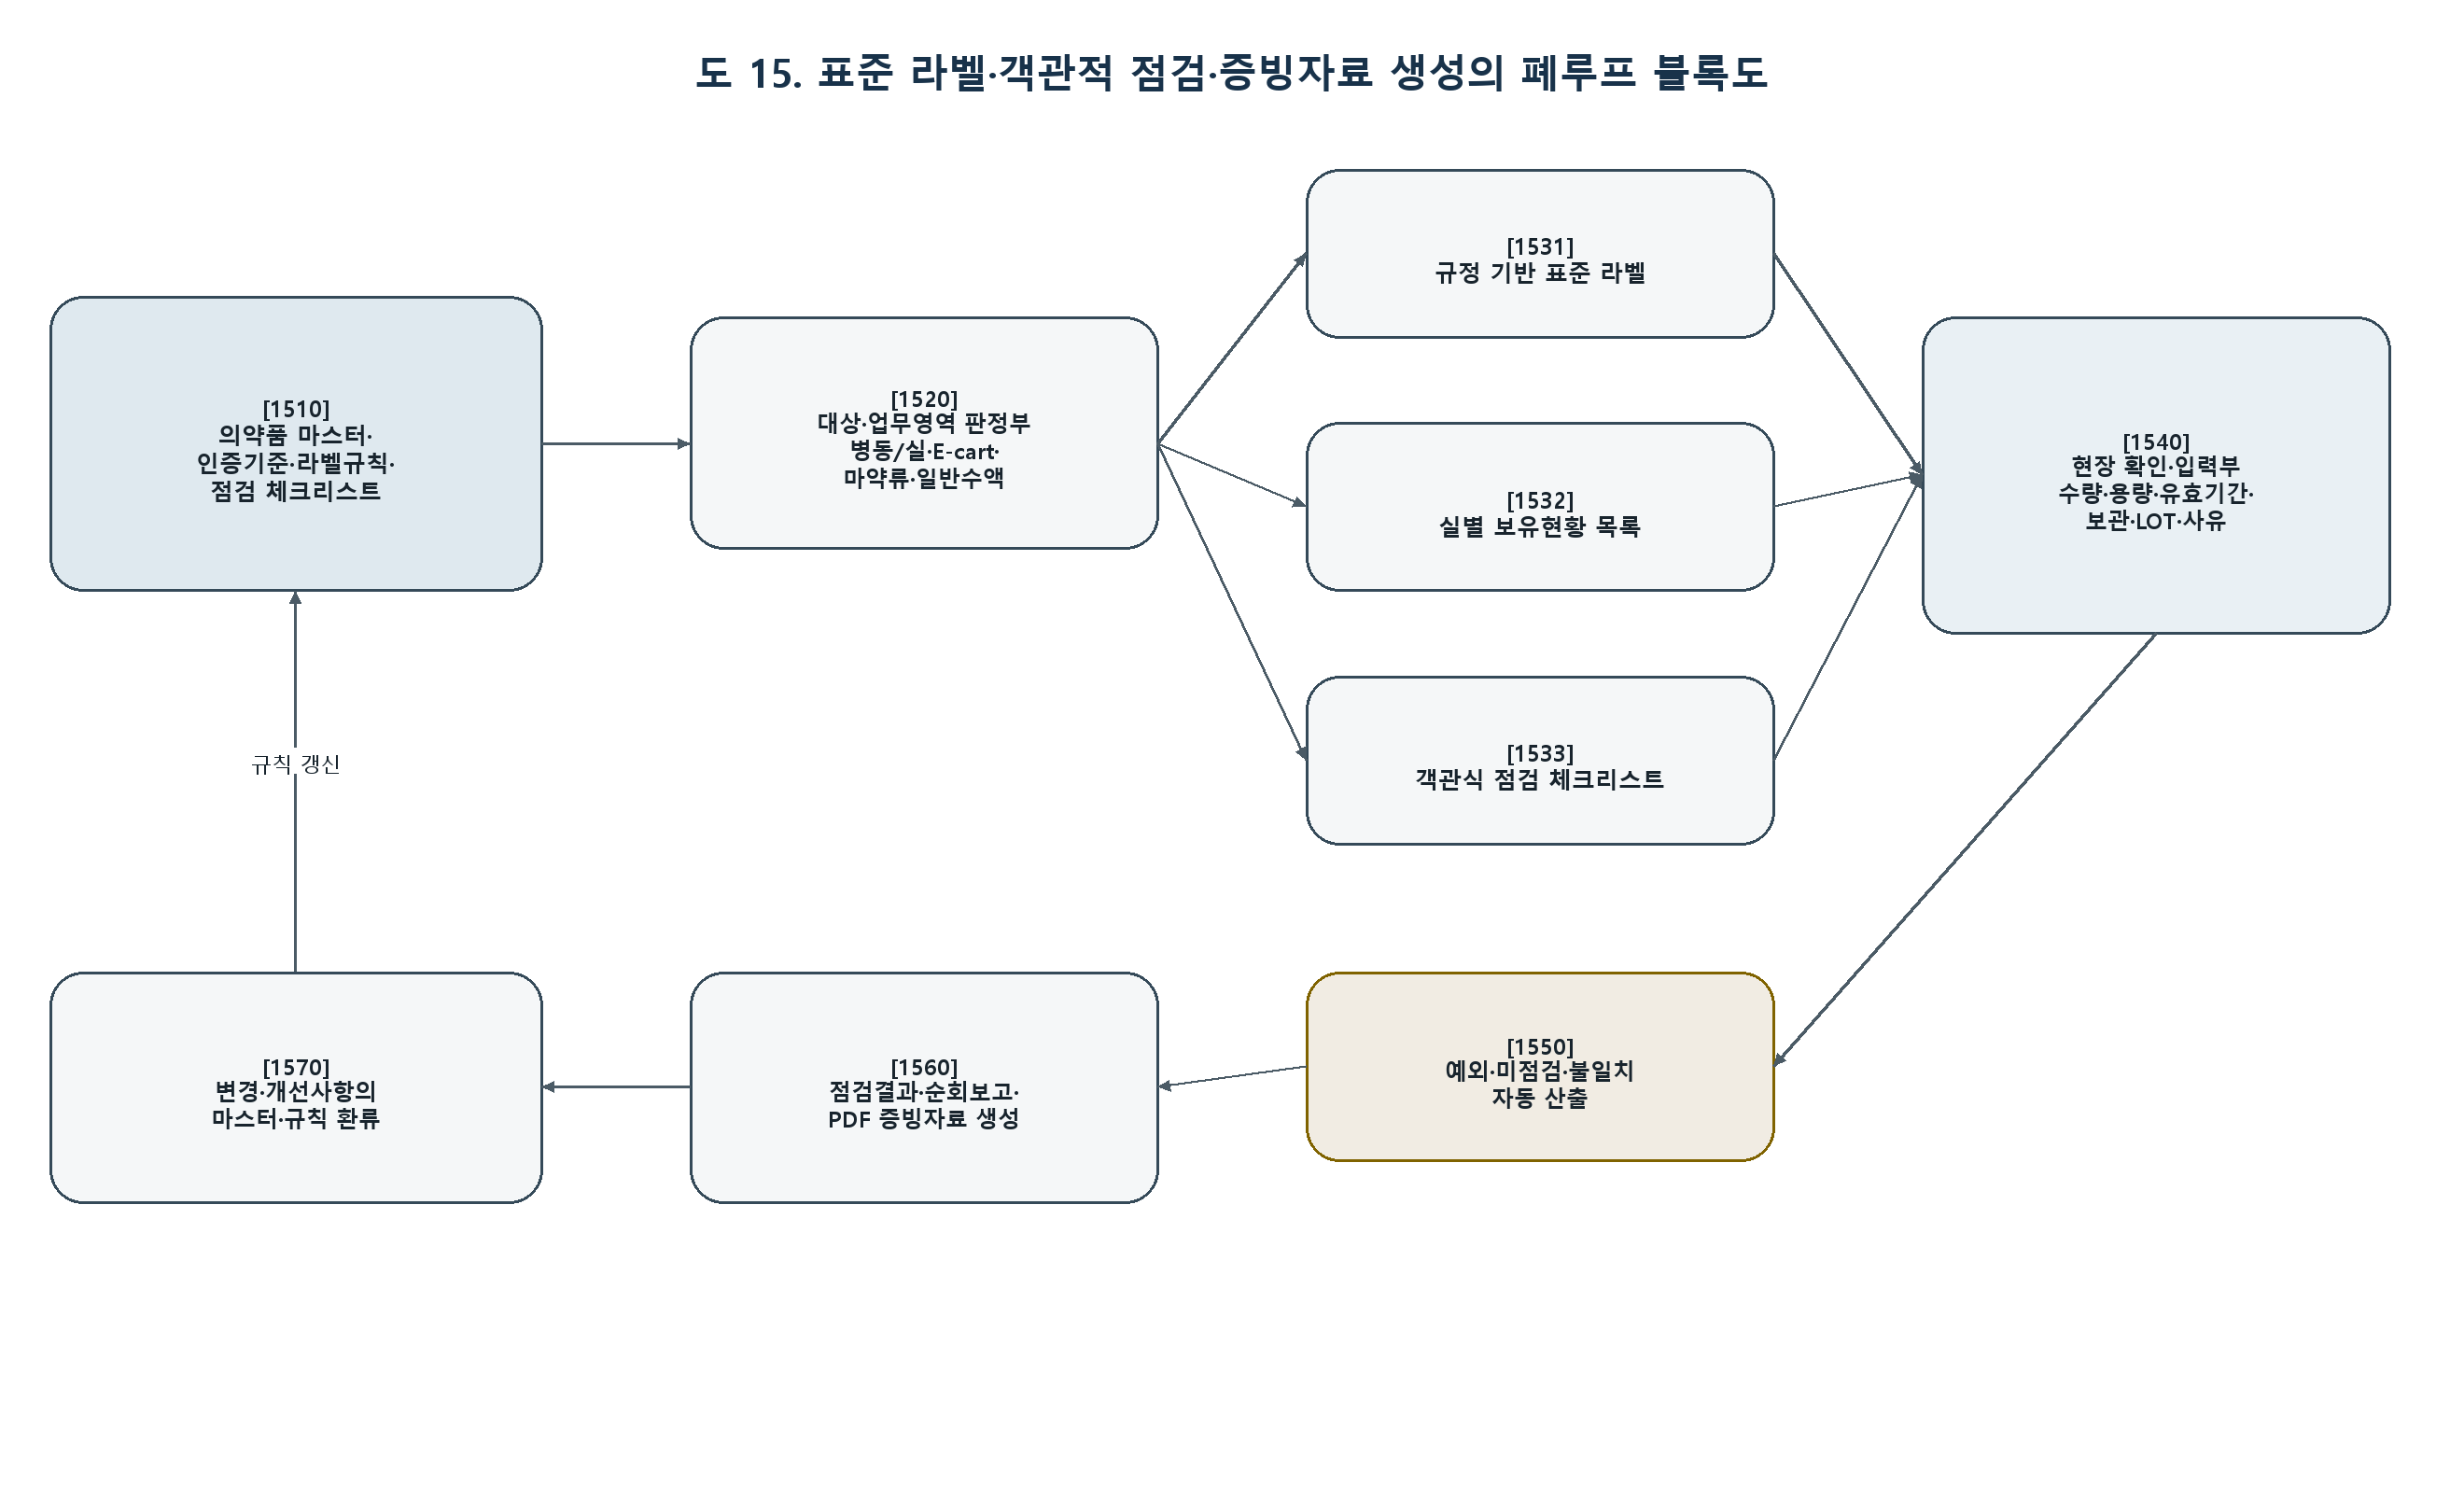 도 15. 표준 라벨·객관적 점검·증빙자료 생성의 폐루프 블록도
[1510]
의약품 마스터·
인증기준·라벨규칙·
점검 체크리스트
[1520]
대상·업무영역 판정부
병동/실·E-cart·
마약류·일반수액
[1531]
규정 기반 표준 라벨
[1532]
실별 보유현황 목록
[1533]
객관식 점검 체크리스트
[1540]
현장 확인·입력부
수량·용량·유효기간·
보관·LOT·사유
규칙 갱신
[1570]
변경·개선사항의
마스터·규칙 환류
[1560]
점검결과·순회보고·
PDF 증빙자료 생성
[1550]
예외·미점검·불일치
자동 산출